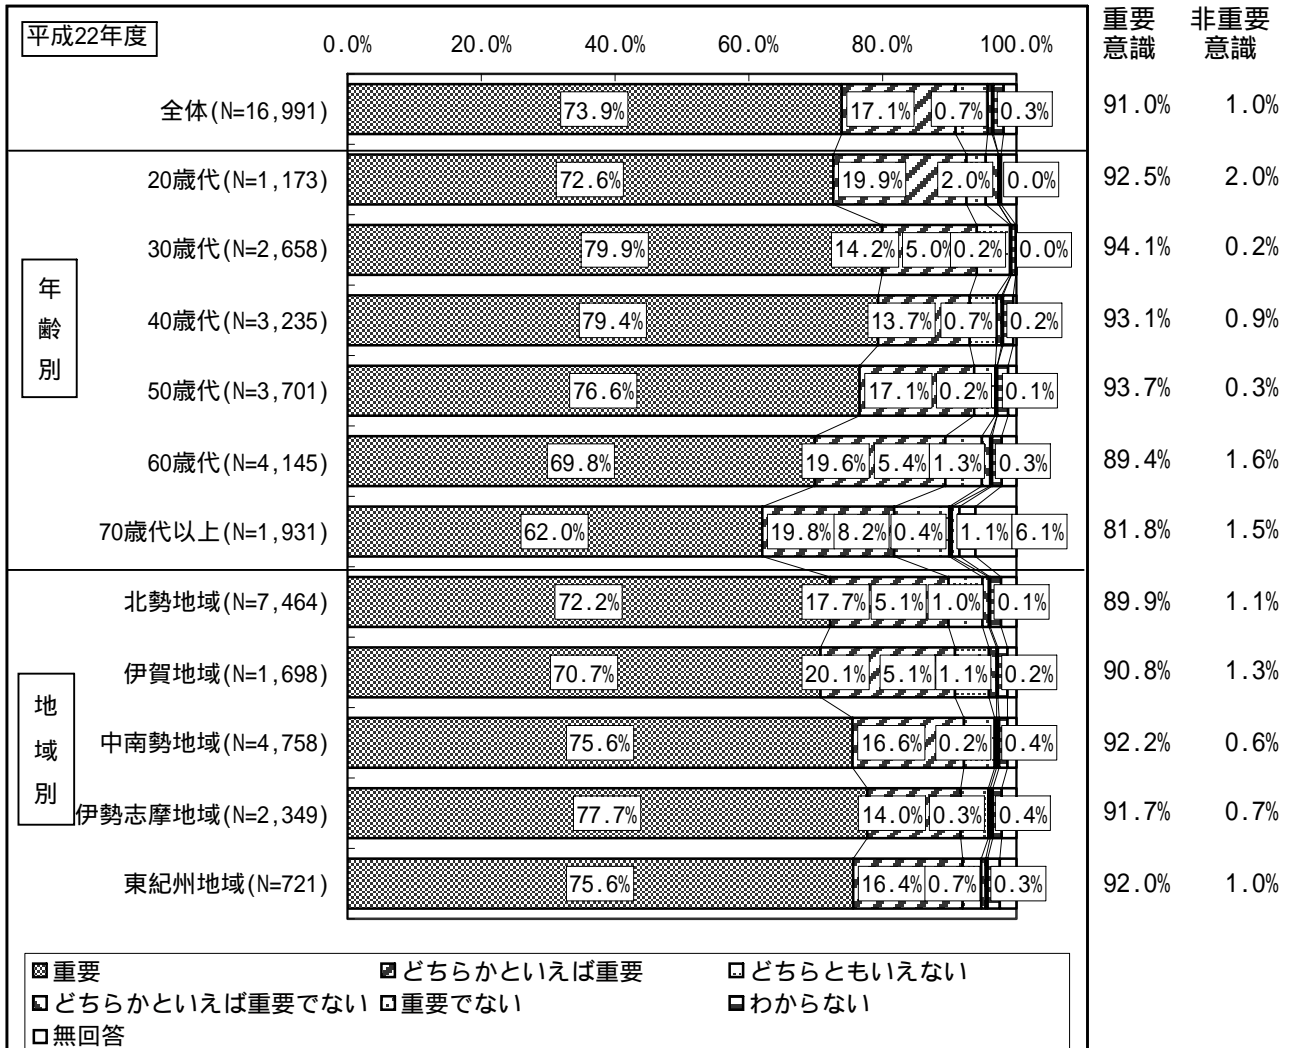 平成22年度
0.0% 20.0% 40.0% 60.0% 80.0% 100.0%
重要意識 非重要意識
全体(N=16,991) 73.9% 17.1% 0.7% 0.3% 91.0% 1.0%
年齢別
20歳代(N=1,173) 72.6% 19.9% 2.0% 0.0% 92.5% 2.0%
30歳代(N=2,658) 79.9% 14.2% 5.0% 0.2% 0.0% 94.1% 0.2%
40歳代(N=3,235) 79.4% 13.7% 0.7% 0.2% 93.1% 0.9%
50歳代(N=3,701) 76.6% 17.1% 0.2% 0.1% 93.7% 0.3%
60歳代(N=4,145) 69.8% 19.6% 5.4% 1.3% 0.3% 89.4% 1.6%
70歳代以上(N=1,931) 62.0% 19.8% 8.2% 0.4% 1.1% 6.1% 81.8% 1.5%
地域別
北勢地域(N=7,464) 72.2% 17.7% 5.1% 1.0% 0.1% 89.9% 1.1%
伊賀地域(N=1,698) 70.7% 20.1% 5.1% 1.1% 0.2% 90.8% 1.3%
中南勢地域(N=4,758) 75.6% 16.6% 0.2% 0.4% 92.2% 0.6%
伊勢志摩地域(N=2,349) 77.7% 14.0% 0.3% 0.4% 91.7% 0.7%
東紀州地域(N=721) 75.6% 16.4% 0.7% 0.3% 92.0% 1.0%
重要 どちらかといえば重要 どちらともいえない
どちらかといえば重要でない 重要でない わからない
無回答